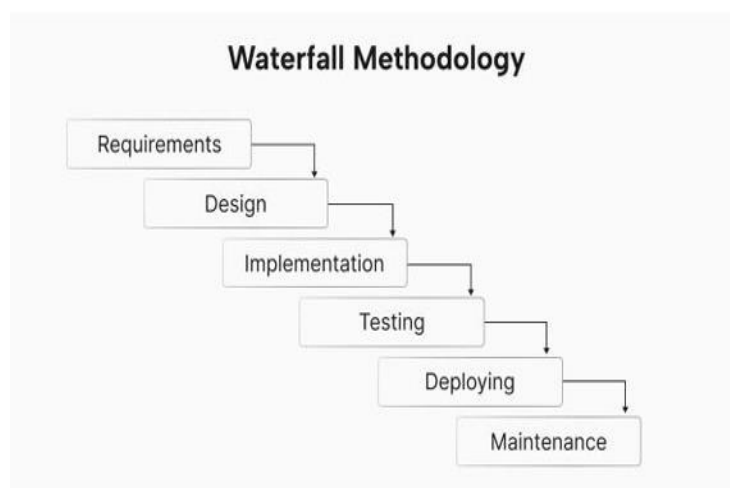 Waterfall Methodology
Requirements
Design
Implementation
Testing
Deploying
Maintenance